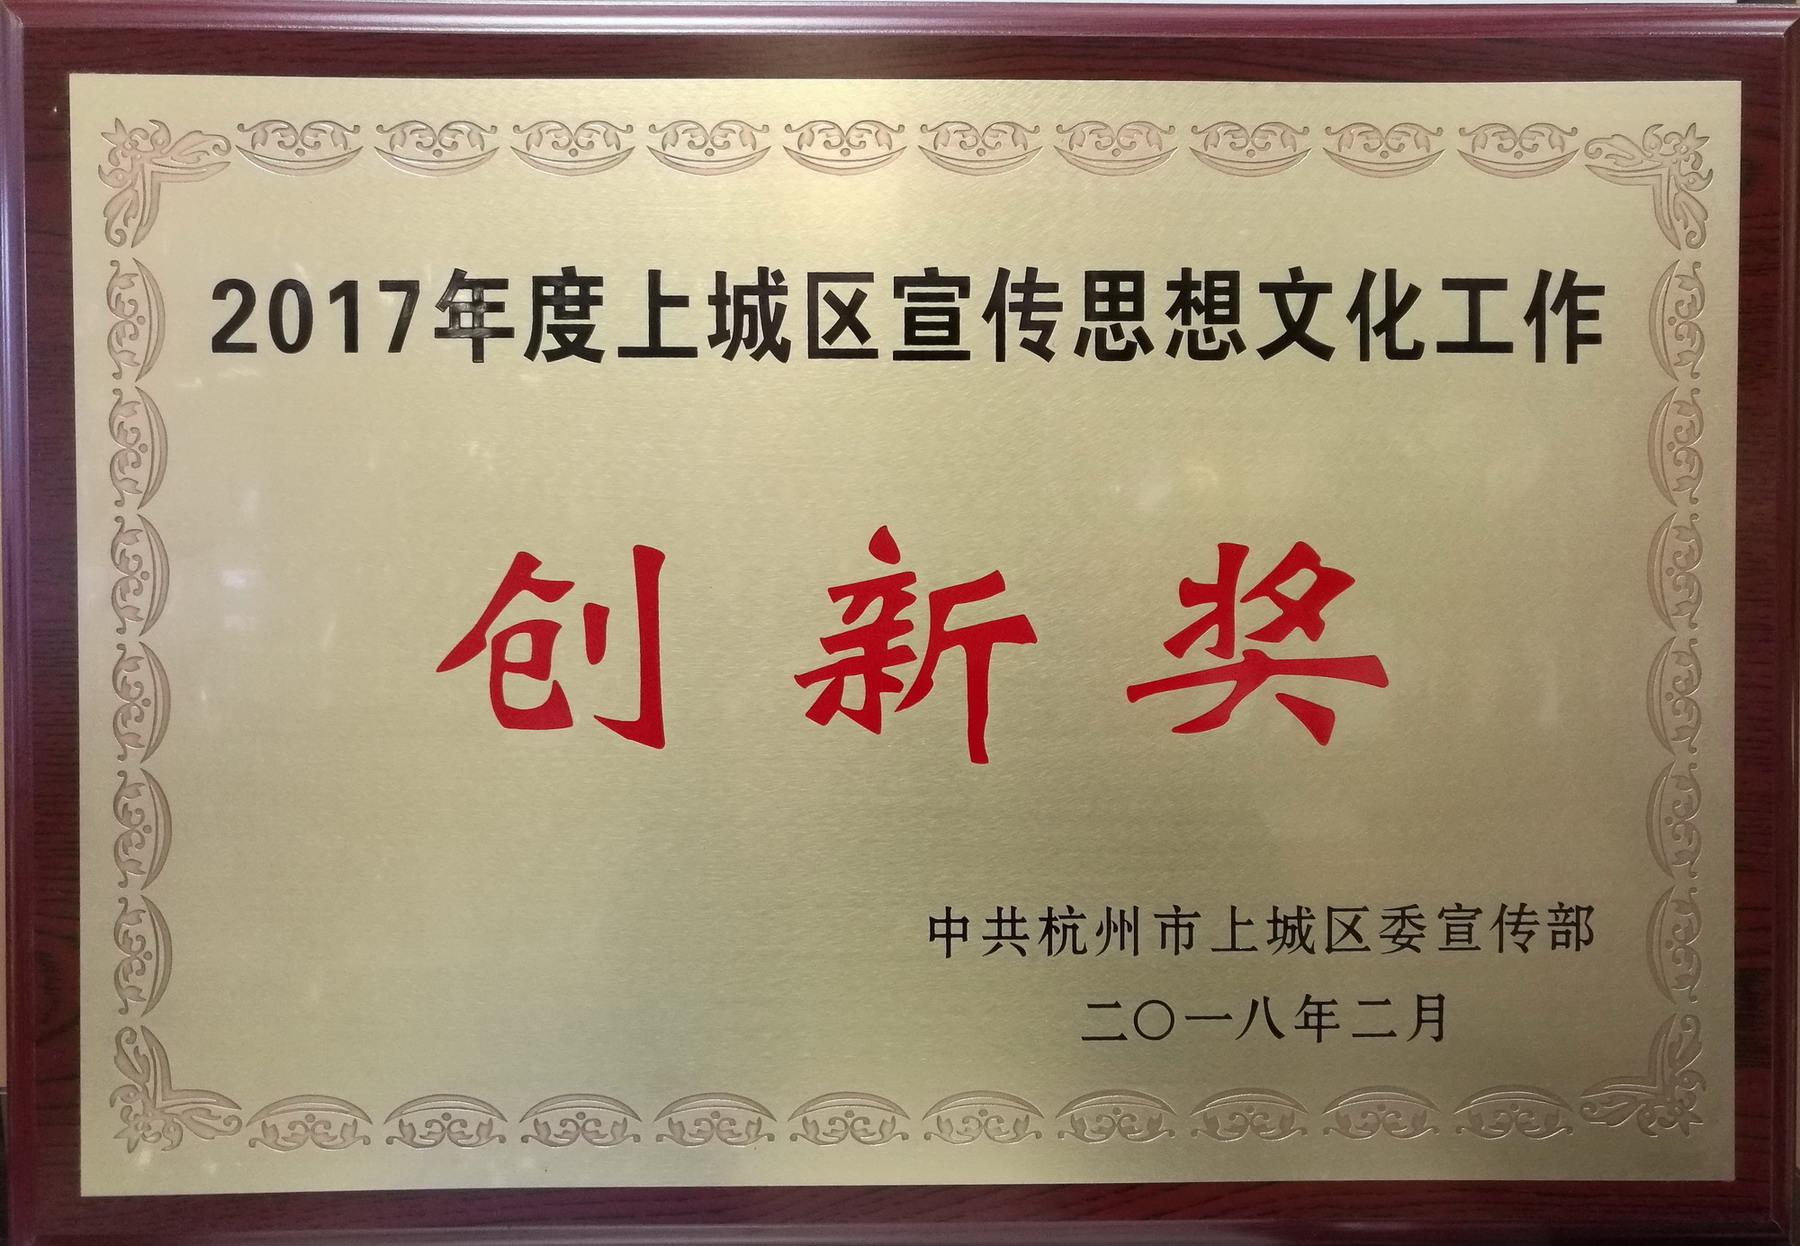 2017年度上城区宣传思想文化工作
创新奖
中共杭州市上城区委宣传部
二〇一八年二月